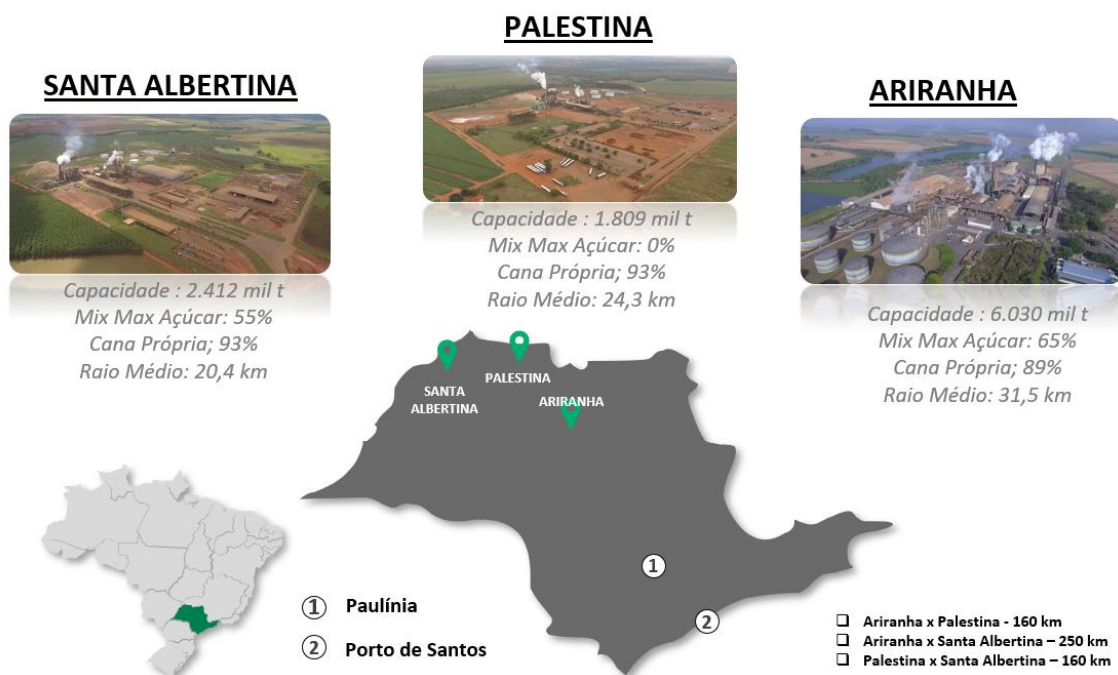 PALESTINA
SANTA ALBERTINA
ARIRANHA
Capacidade : 1.809 mil t
Mix Max Açúcar: 0%
Cana Própria; 93%
Raio Médio: 24,3 km
Capacidade : 2.412 mil t
Mix Max Açúcar: 55%
Cana Própria; 93%
Raio Médio: 20,4 km
Capacidade : 6.030 mil t
Mix Max Açúcar: 65%
Cana Própria; 89%
Raio Médio: 31,5 km
SANTA
ALBERTINA
PALESTINA
ARIRANHA
1
2
1 Paulínia
2 Porto de Santos
Ariranha x Palestina - 160 km
Ariranha x Santa Albertina – 250 km
Palestina x Santa Albertina – 160 km